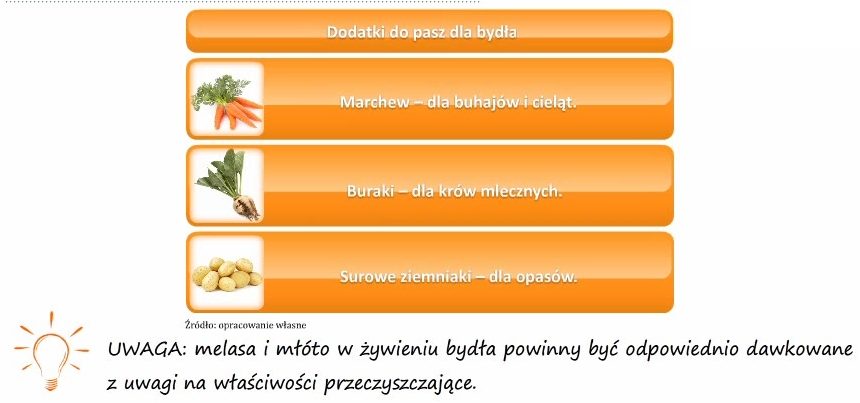 Dodatki do pasz dla bydła
Marchew – dla buhajów i cieląt.
Buraki – dla krów mlecznych.
Surowe ziemniaki – dla opasów.
Źródło: opracowanie własne
UWAGA: melasa i młóto w żywieniu bydła powinny być odpowiednio dawkowane
z uwagi na właściwości przeczyszczające.